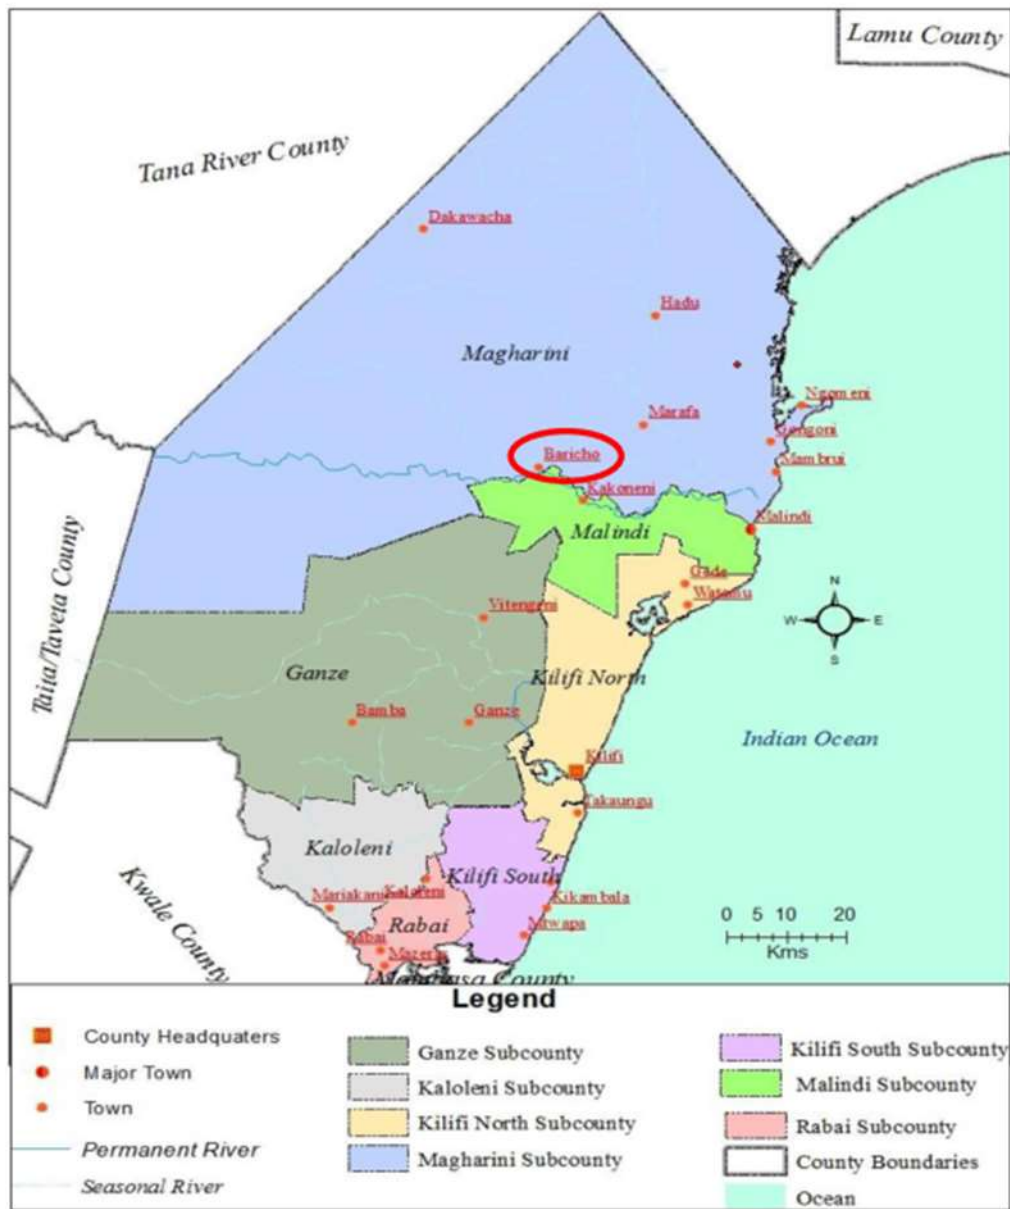 Lamu County
Tana River County
Dakawacha
Hadu
Magharini
Ngomeni
Marafa
Gongoni
Baricho
Mambrui
Kakoneni
Malindi
Malindi
Taita/Taveta County
Gede
Watamu
Vitengeni
N
W E
S
Ganze
Kilifi North
Bamba
Ganze
Indian Ocean
Kilifi
Takaungu
Kaloleni
Kilifi South
Kwale County
Mariakani
Kaloleni
Kikambala
Rabai
Mtwapa
0 5 10 20
Kms
Rabai
Mazeras
Mombasa County
Legend
County Headquaters
Major Town
Town
Permanent River
Seasonal River
Ganze Subcounty
Kaloleni Subcounty
Kilifi North Subcounty
Magharini Subcounty
Kilifi South Subcounty
Malindi Subcounty
Rabai Subcounty
County Boundaries
Ocean